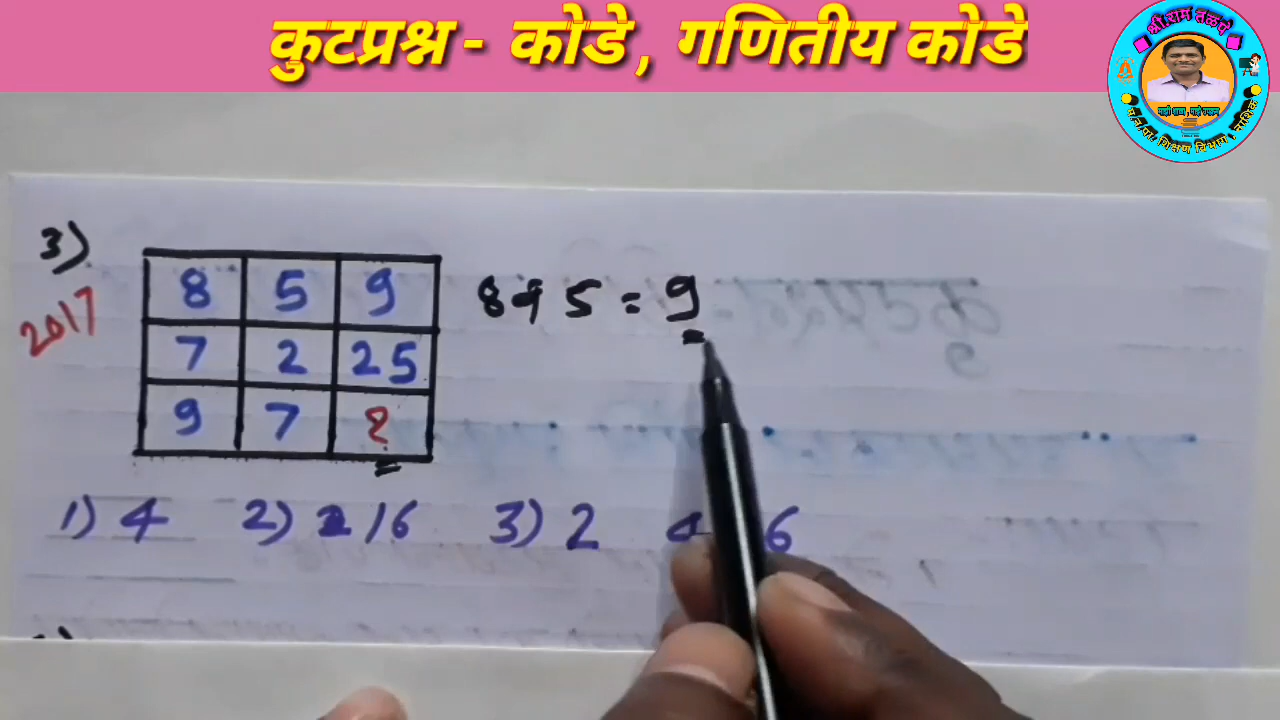 कुटप्रश्न - कोडे, गणितीय कोडे
श्री.राम तळपे
3)
2017
8 5 9
7 2 25
9 7 ?
8+5 = 9
1) 4 2) 16 3) 2 4 6